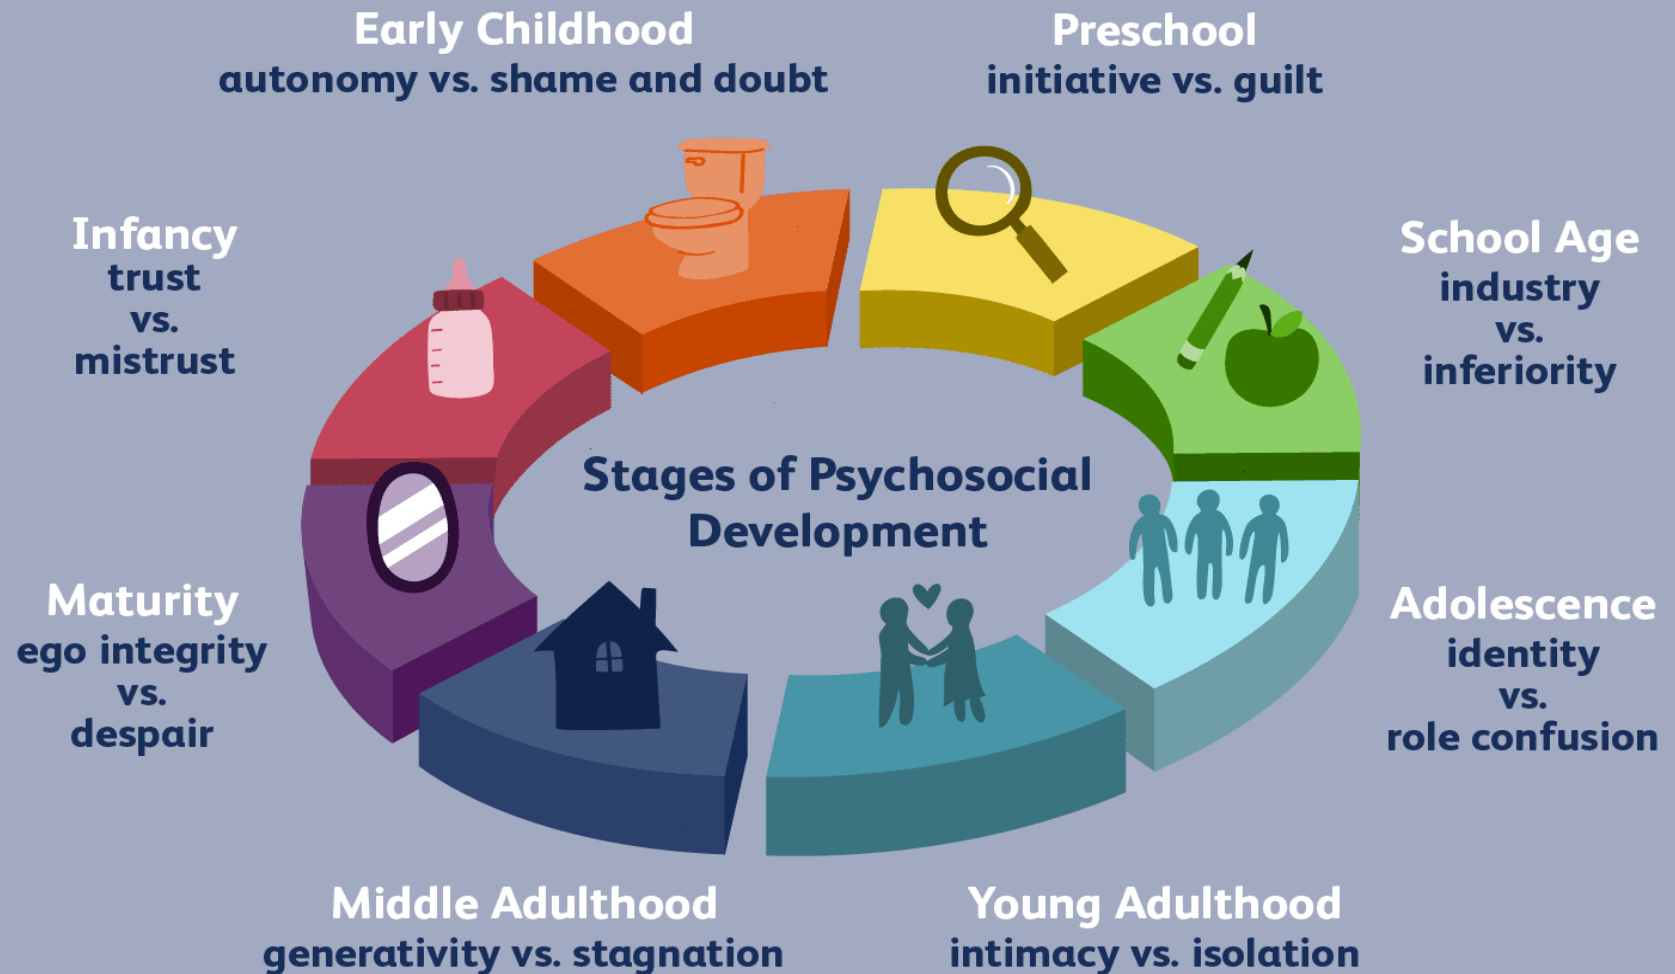 Early Childhood
autonomy vs. shame and doubt
Preschool
initiative vs. guilt
Infancy
trust
vs.
mistrust
School Age
industry
vs.
inferiority
Stages of Psychosocial
Development
Maturity
ego integrity
vs.
despair
Adolescence
identity
vs.
role confusion
Middle Adulthood
generativity vs. stagnation
Young Adulthood
intimacy vs. isolation